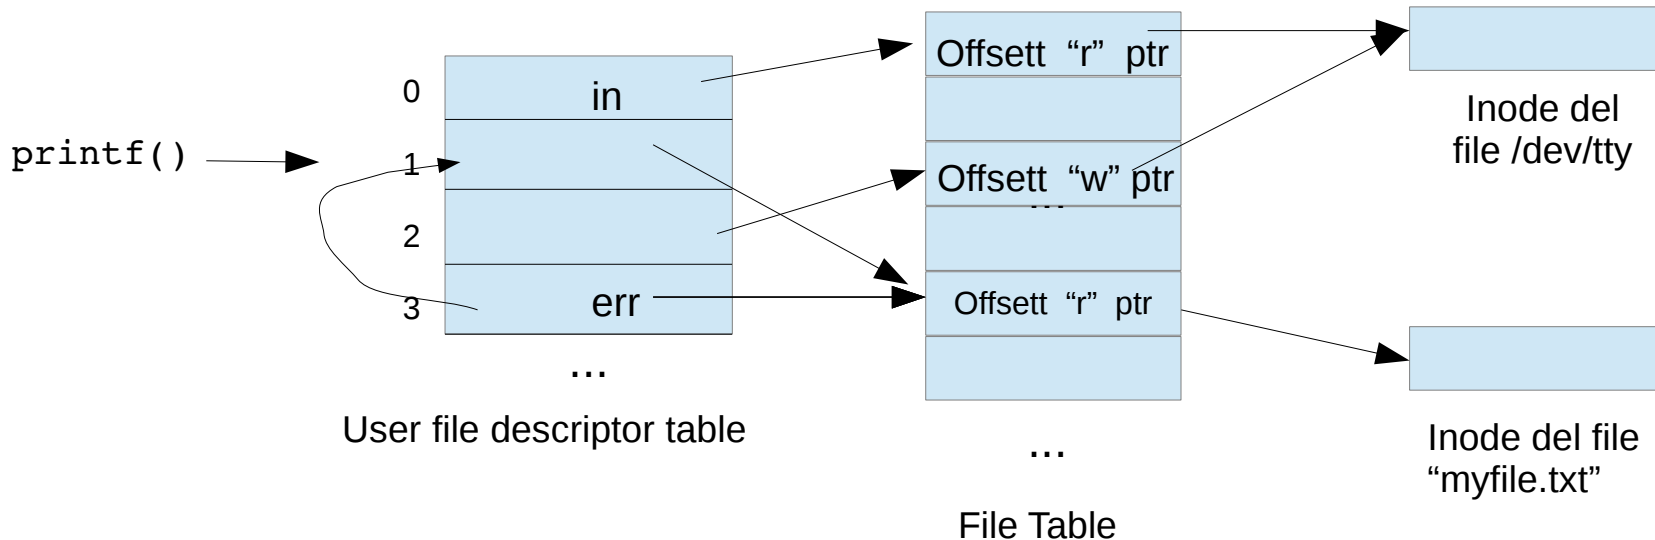 printf()
0
in
1
2
3
err
...
User file descriptor table
Offsett “r” ptr
Offsett “w” ptr
...
Offsett “r” ptr
...
File Table
Inode del
file /dev/tty
Inode del file
“myfile.txt”